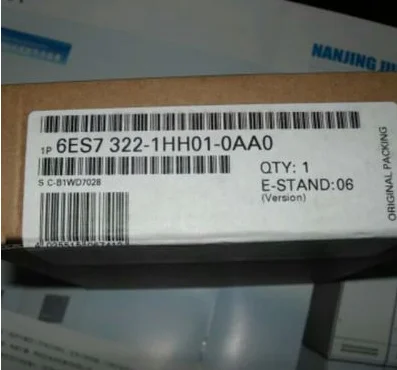 NANJING
1P 6ES7 322-1HH01-0AA0
S C-B1WD7028
QTY: 1
E-STAND:06
(Version)
ORIGINAL PACKING